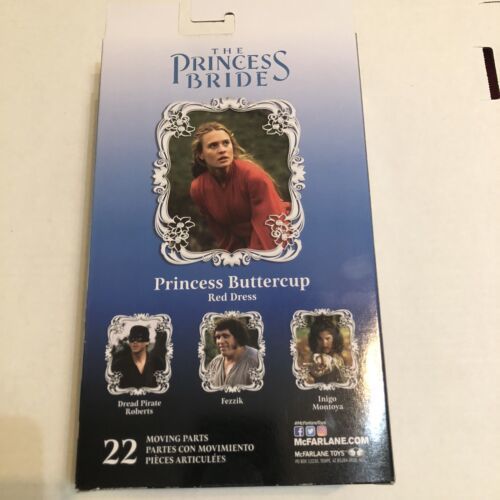 THE
PRINCESS
BRIDE
Princess Buttercup
Red Dress
Dread Pirate
Roberts
Fezzik
Inigo
Montoya
22
MOVING PARTS
PARTES CON MOVIMIENTO
PIÈCES ARTICULÉES
#McFarlaneToys
McFARLANE.COM
McFARLANE TOYS